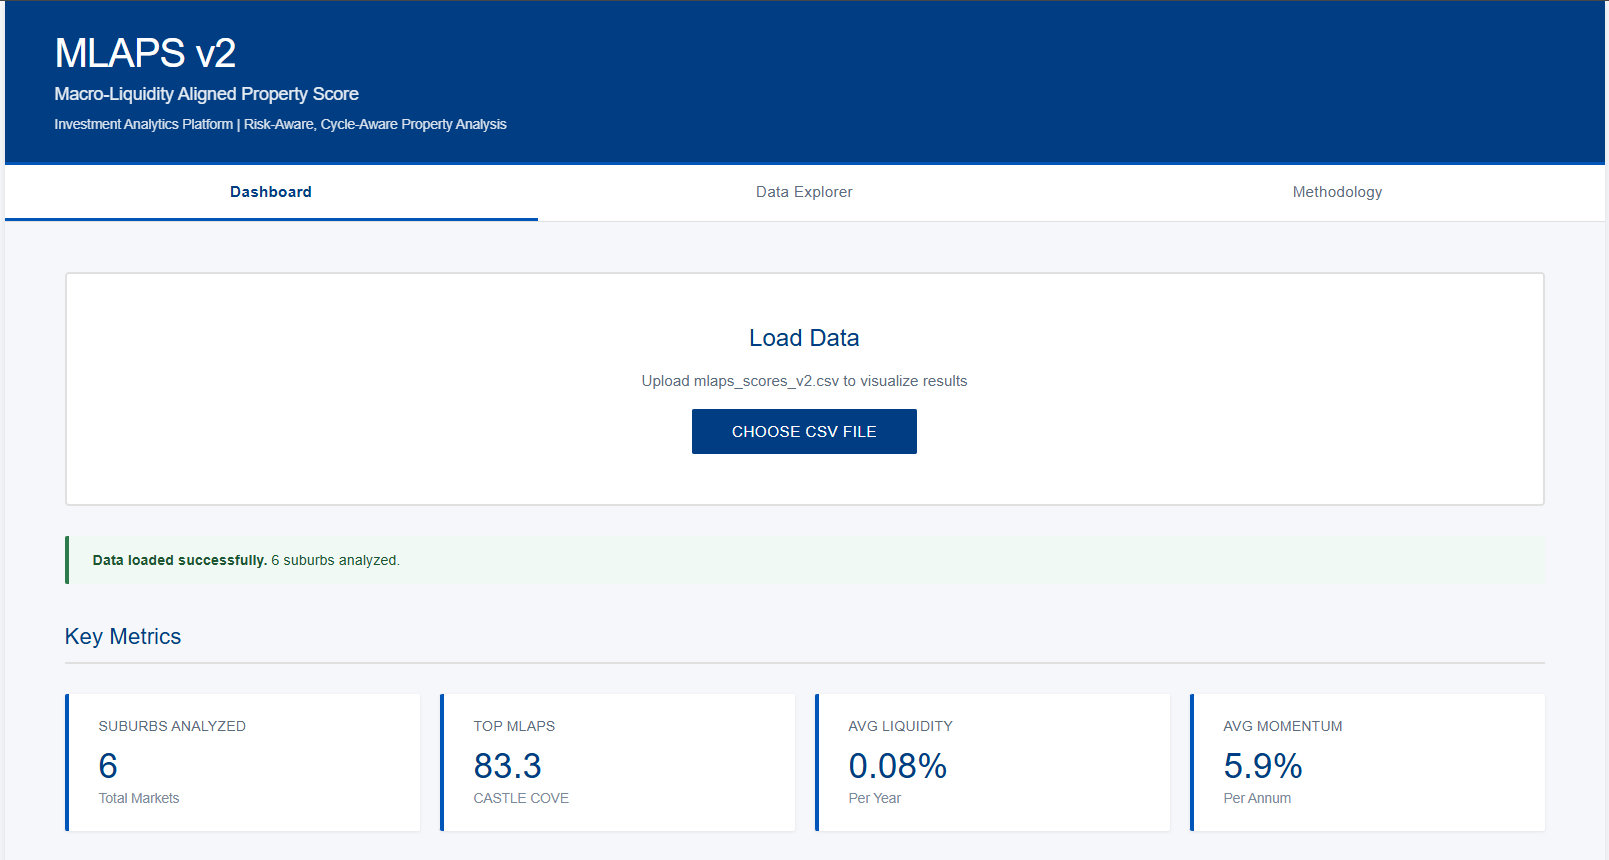 MLAPS v2
Macro-Liquidity Aligned Property Score
Investment Analytics Platform | Risk-Aware, Cycle-Aware Property Analysis
Dashboard
Data Explorer
Methodology
Load Data
Upload mlaps_scores_v2.csv to visualize results
CHOOSE CSV FILE
Data loaded successfully. 6 suburbs analyzed.
Key Metrics
SUBURBS ANALYZED
6
Total Markets
TOP MLAPS
83.3
CASTLE COVE
AVG LIQUIDITY
0.08%
Per Year
AVG MOMENTUM
5.9%
Per Annum